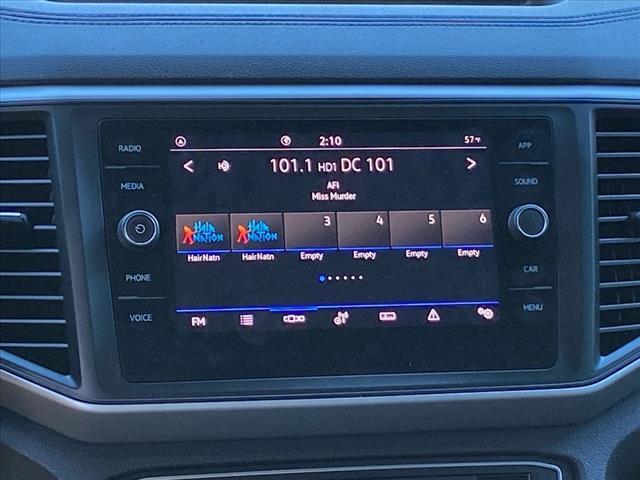 2:10 57°F
RADIO APP
< 101.1 HD1 DC 101 >
AFI
Miss Murder
MEDIA SOUND
HAIR NATION HAIR NATION 3 4 5 6
HairNatn HairNatn Empty Empty Empty Empty
PHONE CAR
VOICE MENU
FM